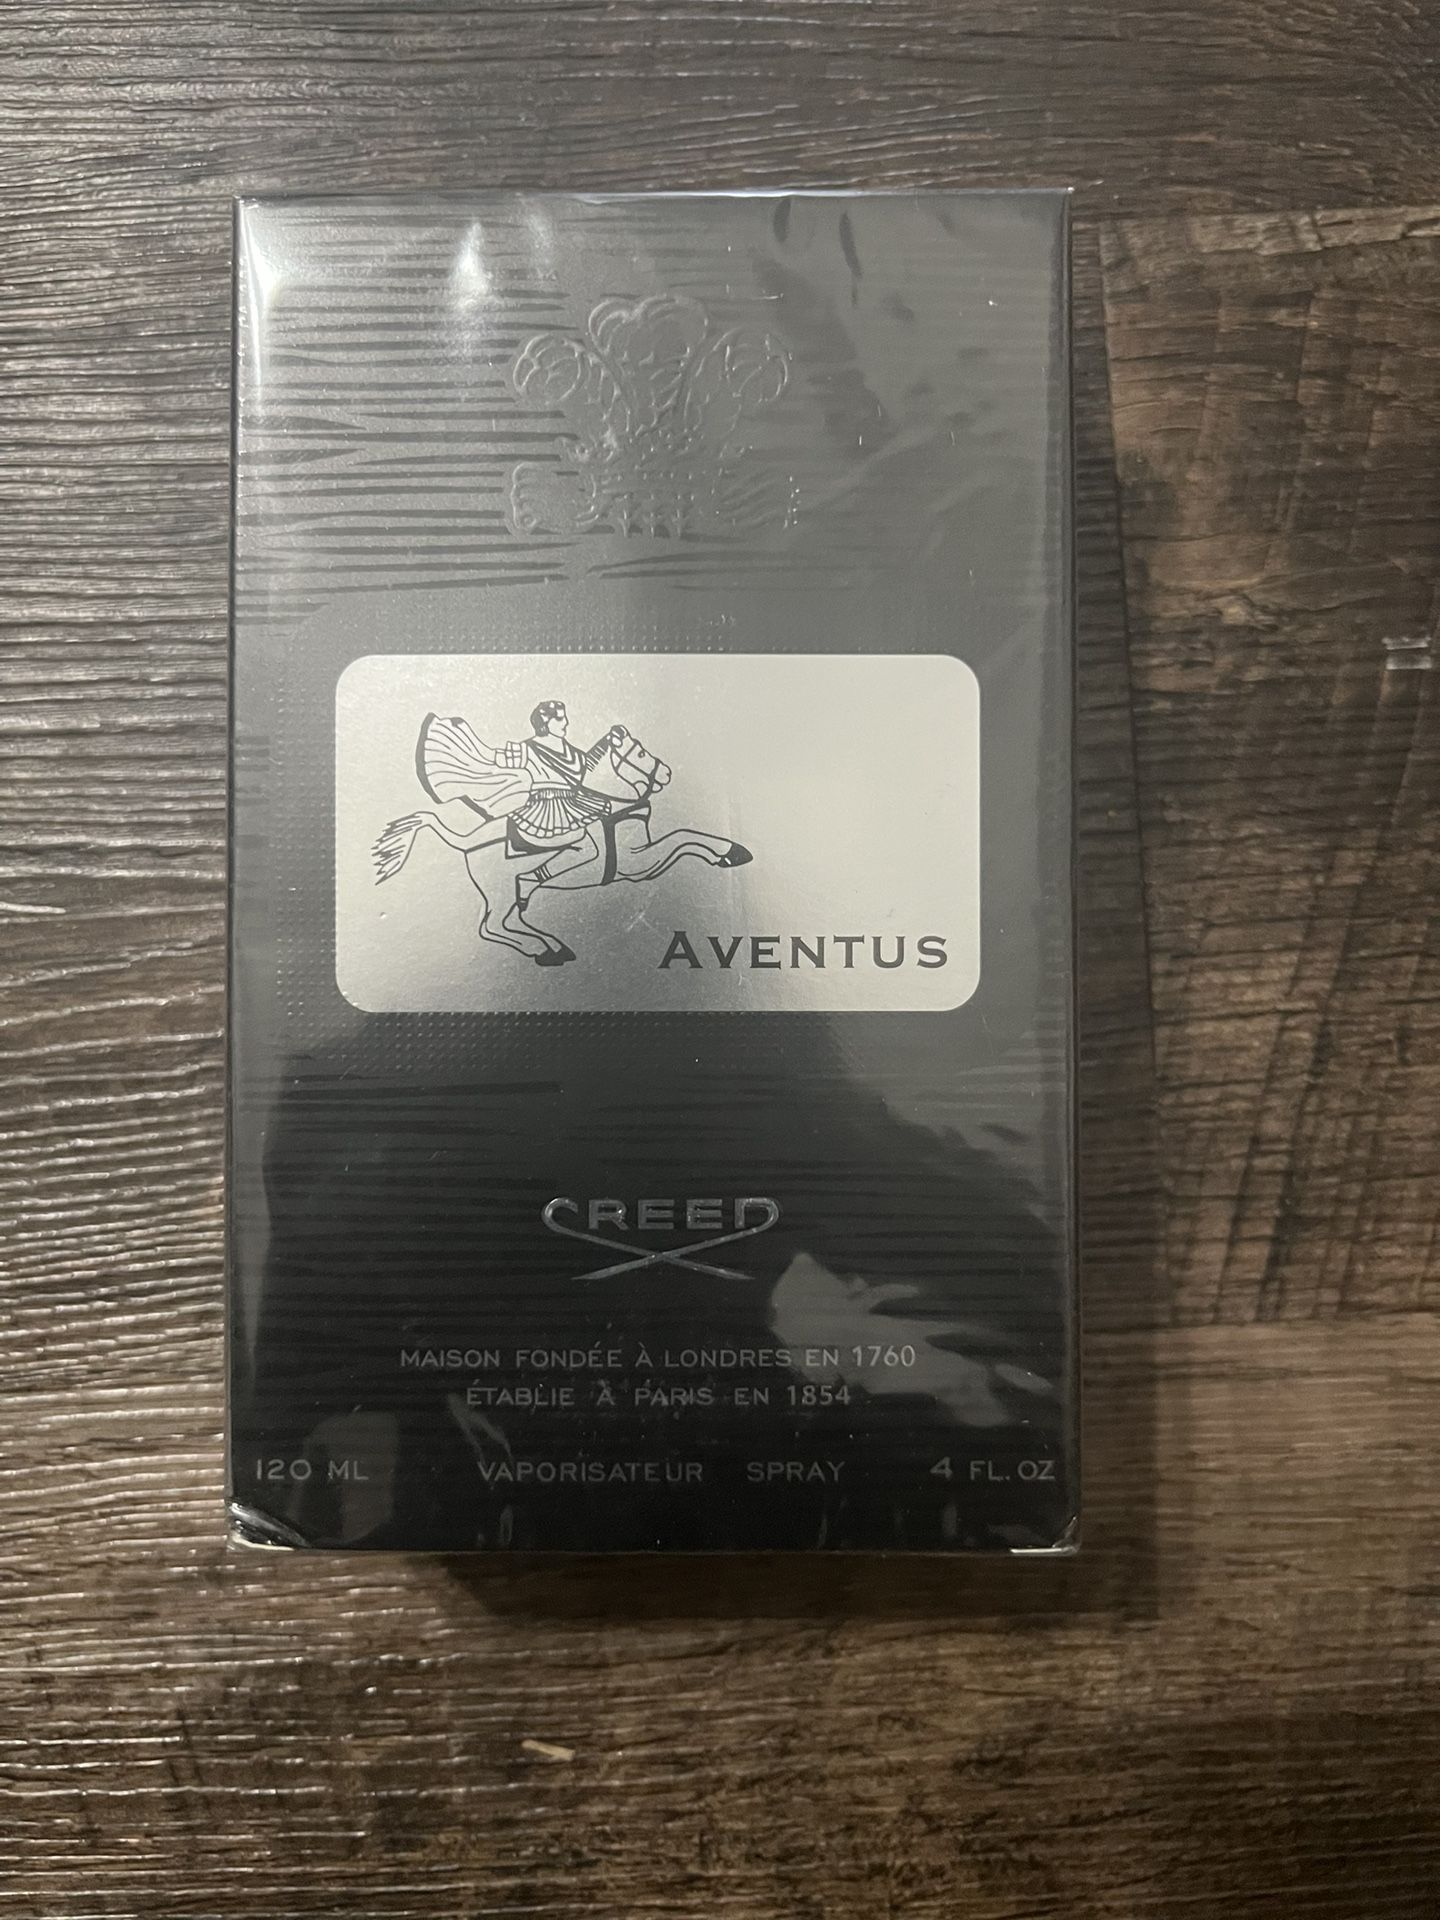 AVENTUS
CREED
MAISON FONDÉE À LONDRES EN 1760
ÉTABLIE À PARIS EN 1854
120 ML VAPORISATEUR SPRAY 4 FL. OZ